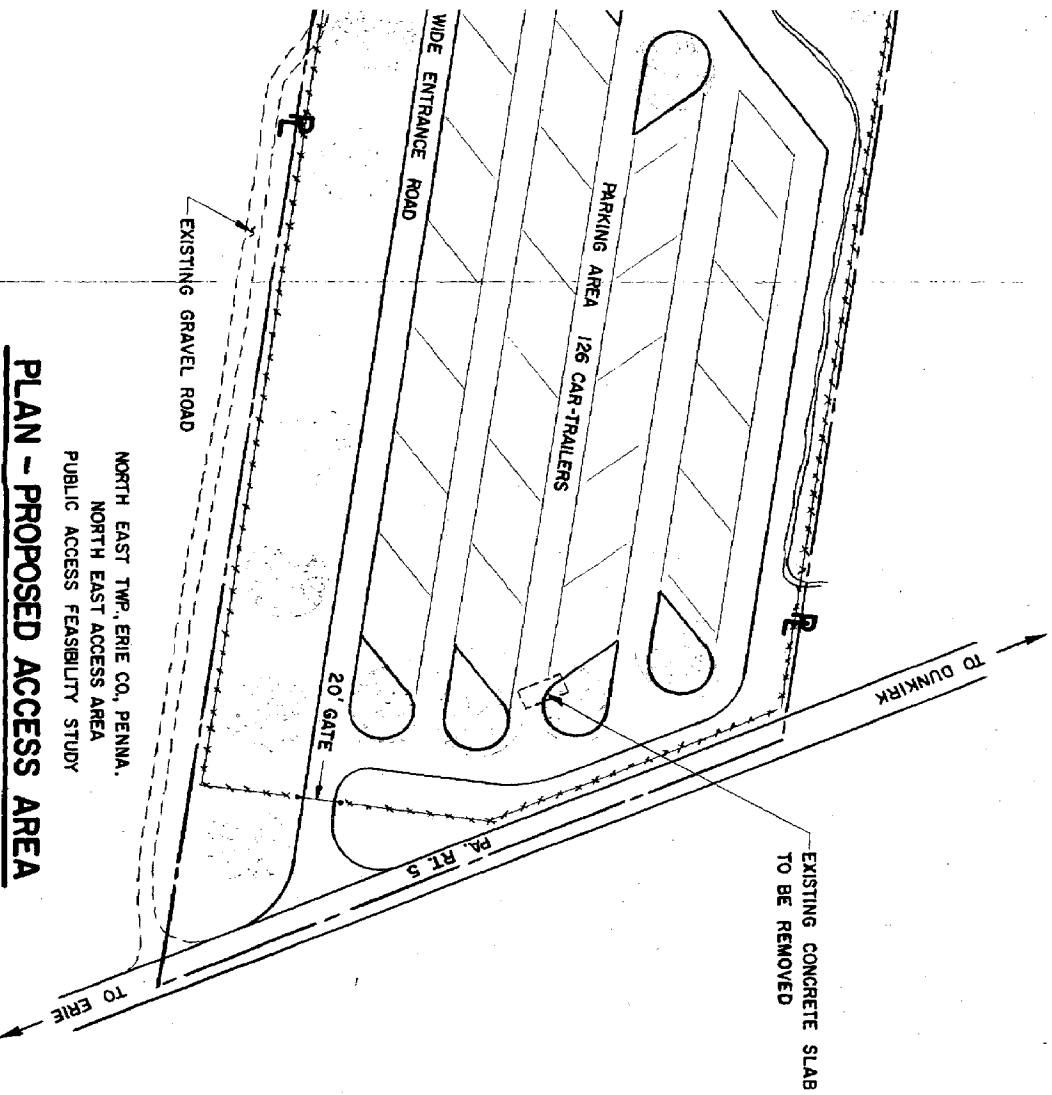 WIDE ENTRANCE ROAD
PARKING AREA 126 CAR-TRAILERS
PL
PL
TO DUNKIRK
EXISTING GRAVEL ROAD
20' GATE
PA. RT. 5
TO ERIE
EXISTING CONCRETE SLAB
TO BE REMOVED
NORTH EAST TWP., ERIE CO., PENNA.
NORTH EAST ACCESS AREA
PUBLIC ACCESS FEASIBILITY STUDY
PLAN - PROPOSED ACCESS AREA